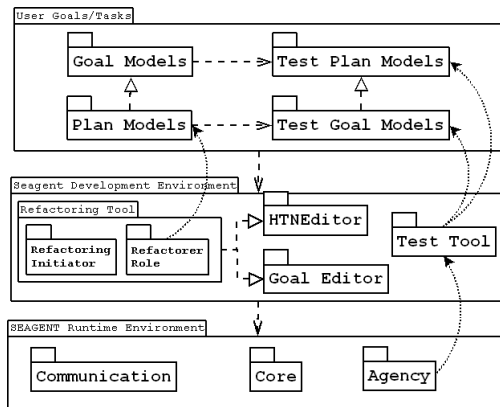 User Goals/Tasks
Goal Models
Test Plan Models
Plan Models
Test Goal Models
Seagent Development Environment
Refactoring Tool
HTNEditor
Refactoring
Initiator
Refactorer
Role
Test Tool
Goal Editor
SEAGENT Runtime Environment
Communication
Core
Agency